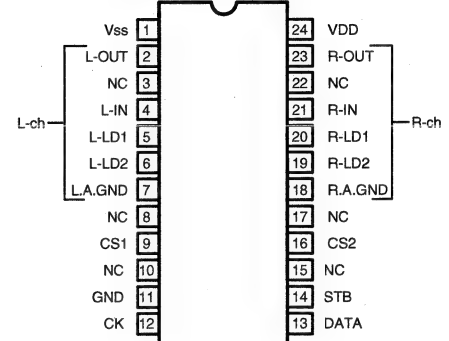 Vss 1 24 VDD
L-OUT 2 23 R-OUT
NC 3 22 NC
L-IN 4 21 R-IN
L-ch L-LD1 5 20 R-LD1 R-ch
L-LD2 6 19 R-LD2
L.A.GND 7 18 R.A.GND
NC 8 17 NC
CS1 9 16 CS2
NC 10 15 NC
GND 11 14 STB
CK 12 13 DATA